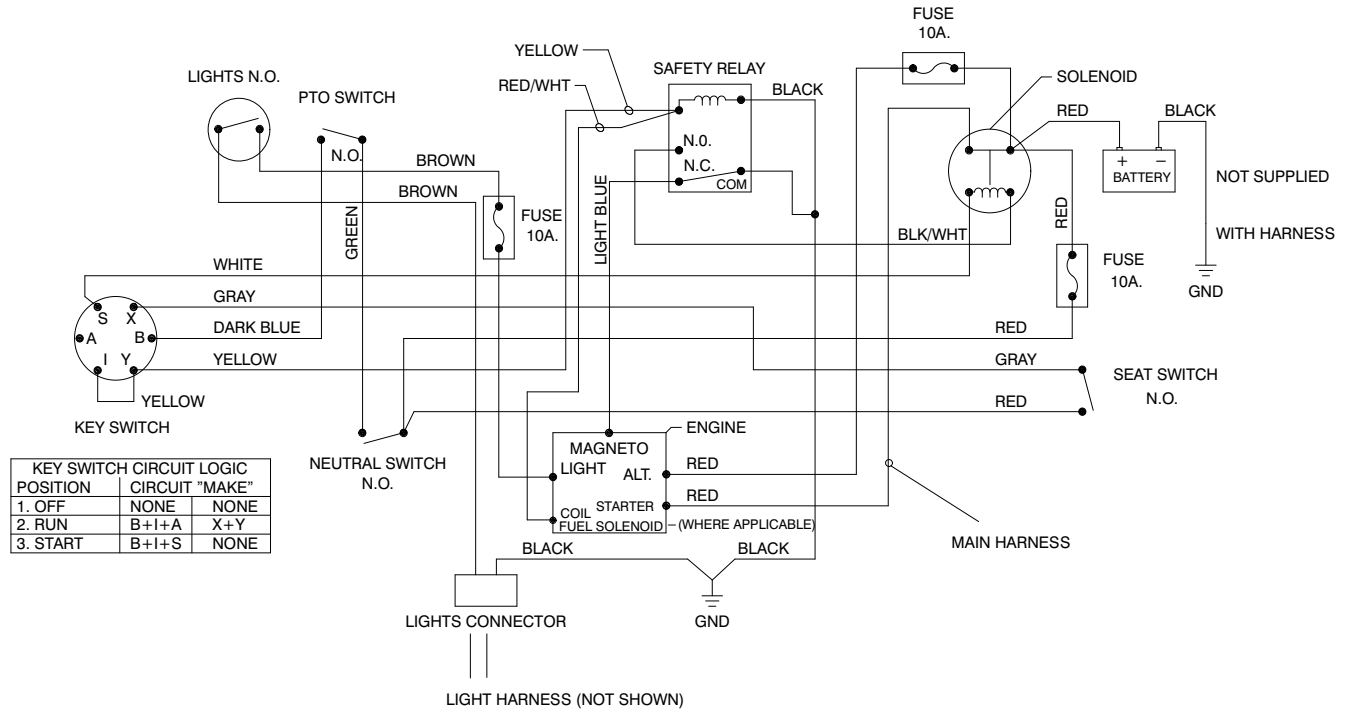 FUSE
10A.
YELLOW
SAFETY RELAY
LIGHTS N.O.
SOLENOID
PTO SWITCH
RED/WHT
BLACK
RED
BLACK
N.O.
N.0.
BROWN
N.C.
COM
+ −
BATTERY
NOT SUPPLIED
BROWN
GREEN
FUSE
10A.
LIGHT BLUE
BLK/WHT
RED
WITH HARNESS
WHITE
FUSE
10A.
GND
GRAY
S X
DARK BLUE
RED
A B
I Y
YELLOW
GRAY
SEAT SWITCH
N.O.
YELLOW
RED
KEY SWITCH
ENGINE
MAGNETO
NEUTRAL SWITCH
N.O.
LIGHT
ALT.
RED
KEY SWITCH CIRCUIT LOGIC
POSITION CIRCUIT "MAKE"
1. OFF NONE NONE
2. RUN B+I+A X+Y
3. START B+I+S NONE
STARTER
RED
COIL
FUEL SOLENOID – (WHERE APPLICABLE)
MAIN HARNESS
BLACK
BLACK
LIGHTS CONNECTOR
GND
LIGHT HARNESS (NOT SHOWN)